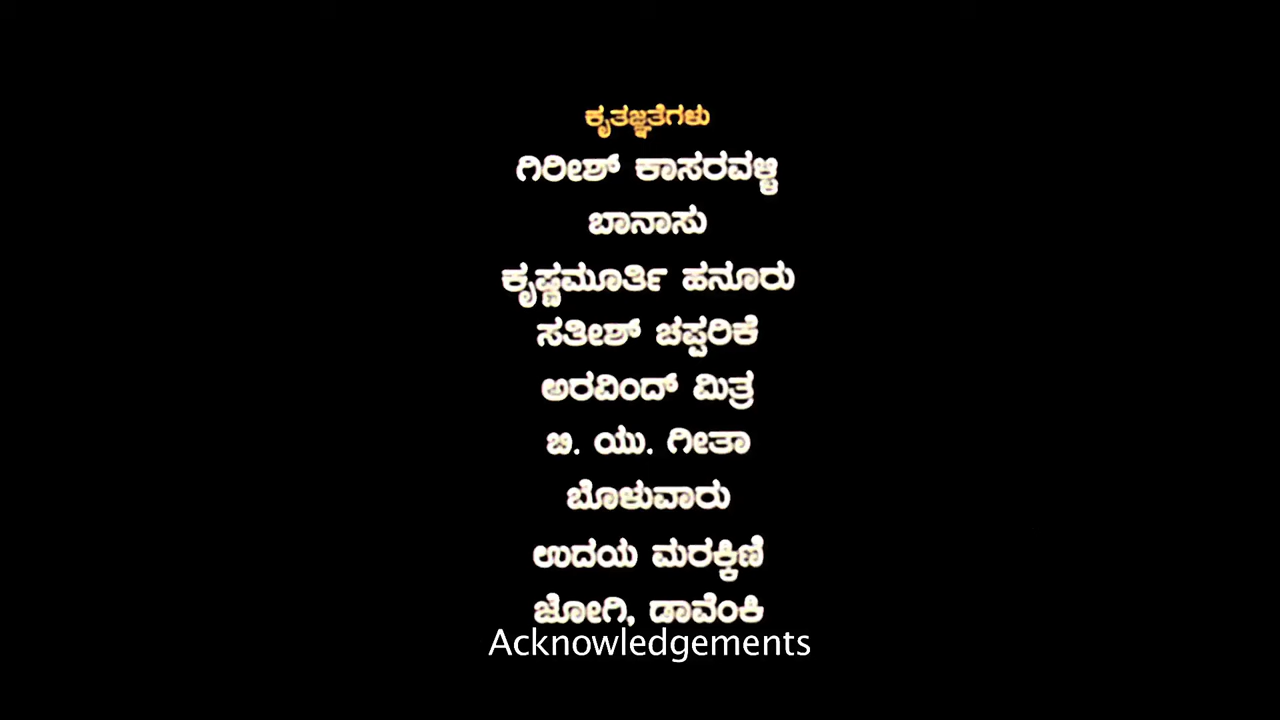 ಕೃತಜ್ಞತೆಗಳು
ಗಿರೀಶ್ ಕಾಸರವಳ್ಳಿ
ಬಾನಾಸು
ಕೃಷ್ಣಮೂರ್ತಿ ಹನೂರು
ಸತೀಶ್ ಚಪ್ಪರಿಕೆ
ಅರವಿಂದ್ ಮಿತ್ರ
ಬಿ. ಯು. ಗೀತಾ
ಬೊಳುವಾರು
ಉದಯ ಮರಕ್ಕಿಣಿ
ಜೋಗಿ, ಡಾವೆಂಕಿ
Acknowledgements